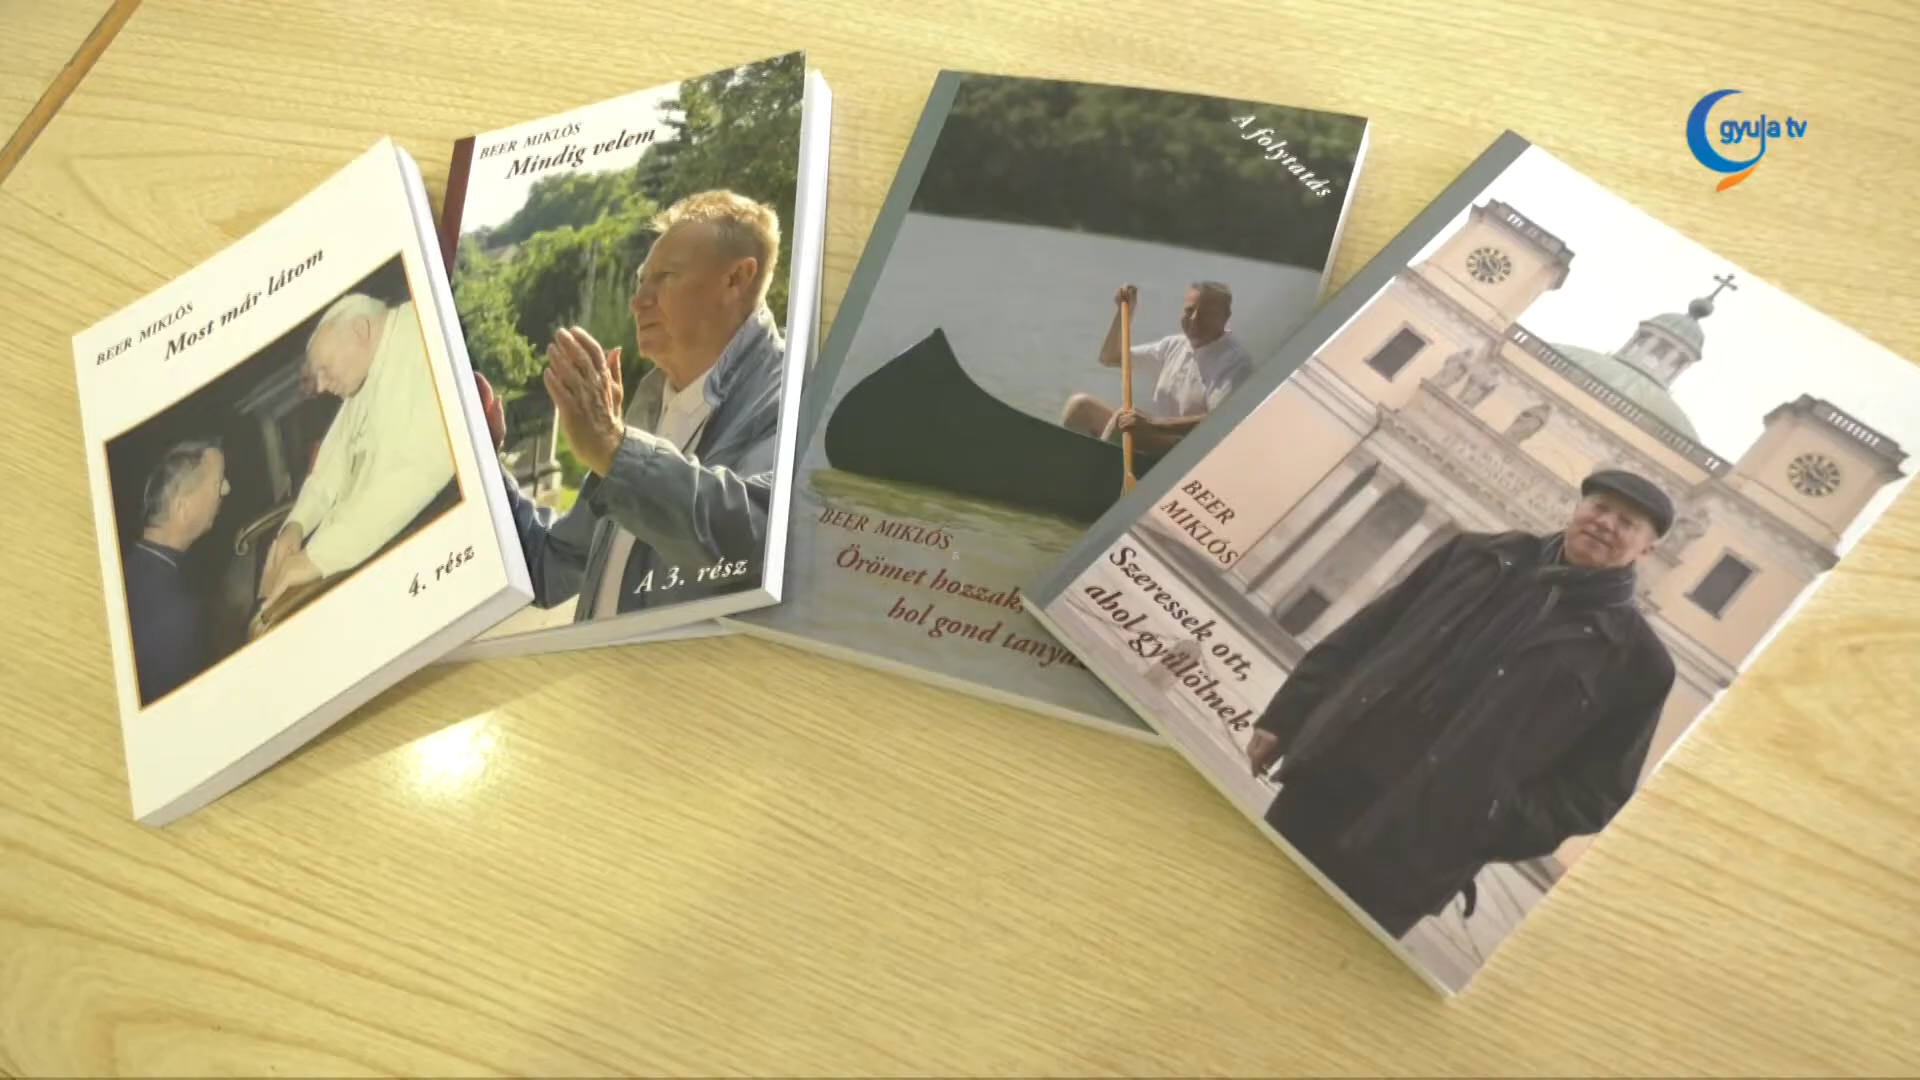 BEER MIKLÓS
Most már látom
4. rész
BEER MIKLÓS
Mindig velem
A 3. rész
A folytatás
BEER MIKLÓS
Örömet hozzak,
hol gond
BEER
MIKLÓS
Szeressek ott,
ahol gyűlölnek
gyula tv